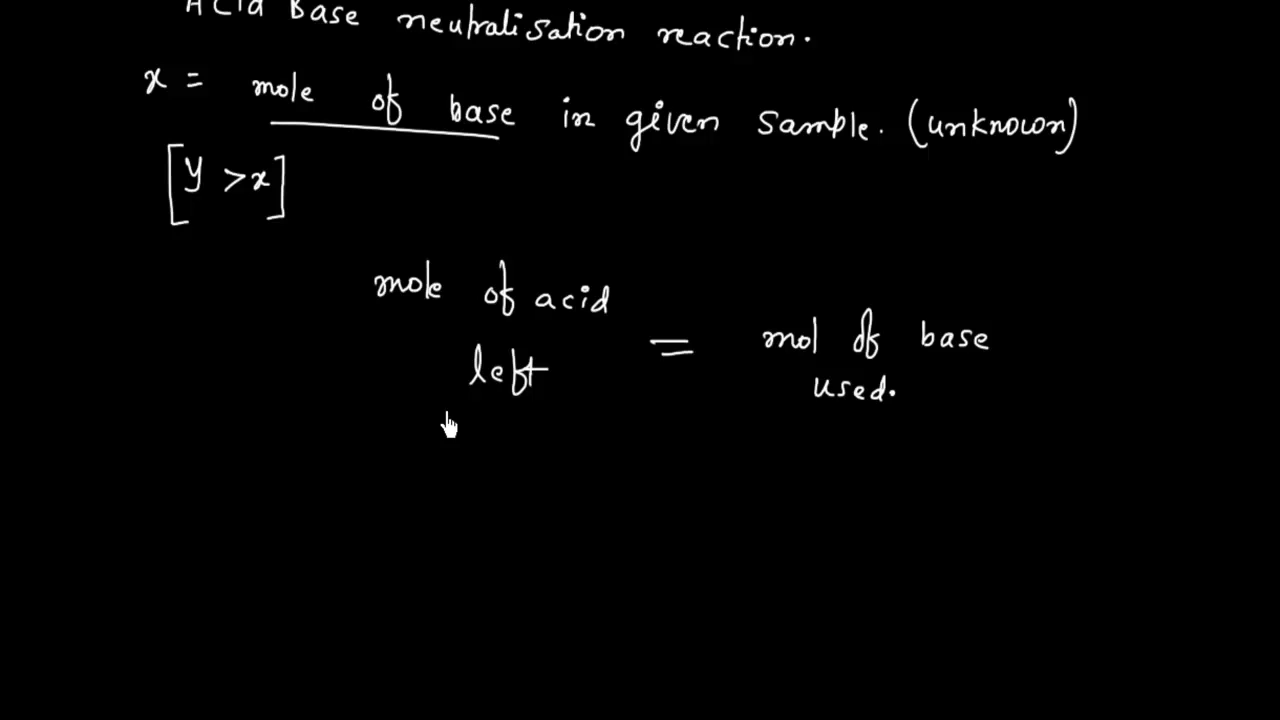 Acid Base neutralisation reaction.
x = mole of base in given sample. (unknown)
[y > x]
mole of acid left = mol of base used.